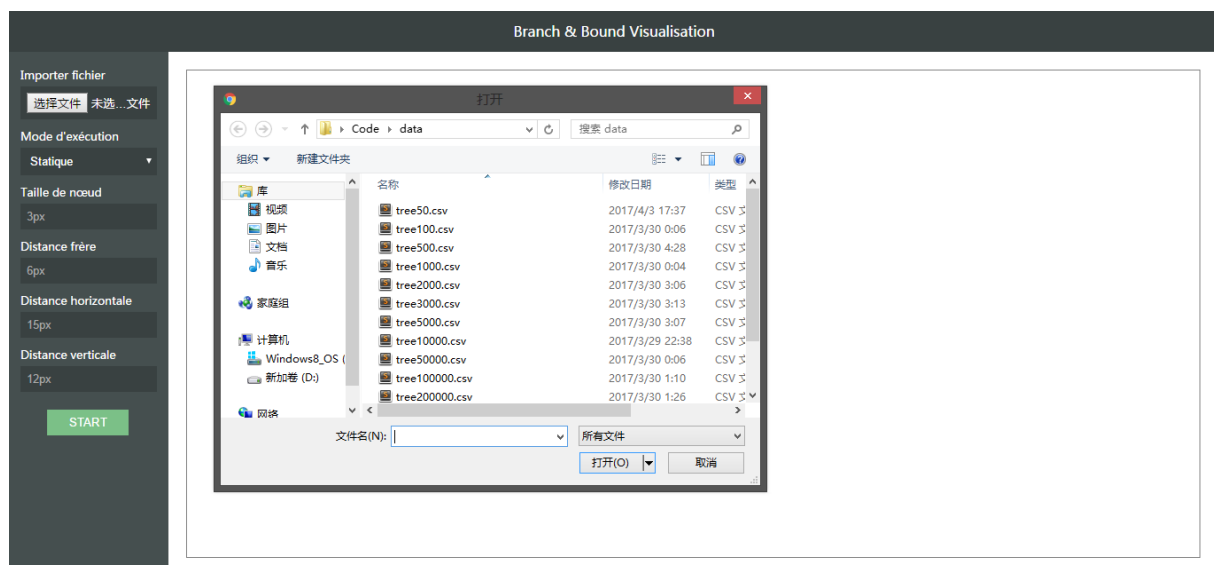 Branch & Bound Visualisation
Importer fichier
选择文件 未选...文件
Mode d'exécution
Statique
Taille de nœud
3px
Distance frère
6px
Distance horizontale
15px
Distance verticale
12px
START
打开
Code data
搜索 data
组织 新建文件夹
名称 修改日期 类型
库
视频
图片
文档
音乐
家庭组
计算机
Windows8_OS (
新加卷 (D:)
网络
tree50.csv 2017/4/3 17:37 CSV 文
tree100.csv 2017/3/30 0:06 CSV 文
tree500.csv 2017/3/30 4:28 CSV 文
tree1000.csv 2017/3/30 0:04 CSV 文
tree2000.csv 2017/3/30 3:06 CSV 文
tree3000.csv 2017/3/30 3:13 CSV 文
tree5000.csv 2017/3/30 3:07 CSV 文
tree10000.csv 2017/3/29 22:38 CSV 文
tree50000.csv 2017/3/30 0:06 CSV 文
tree100000.csv 2017/3/30 1:10 CSV 文
tree200000.csv 2017/3/30 1:26 CSV 文
文件名(N): 所有文件
打开(O) 取消